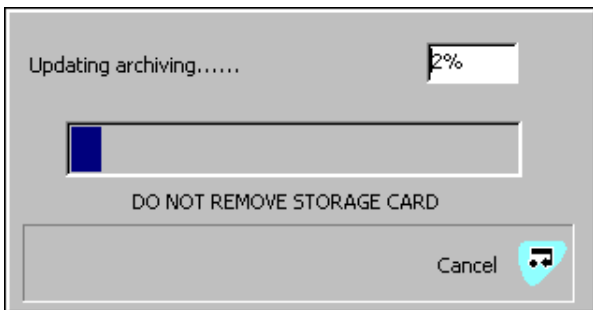 Updating archiving...... 2%
DO NOT REMOVE STORAGE CARD
Cancel